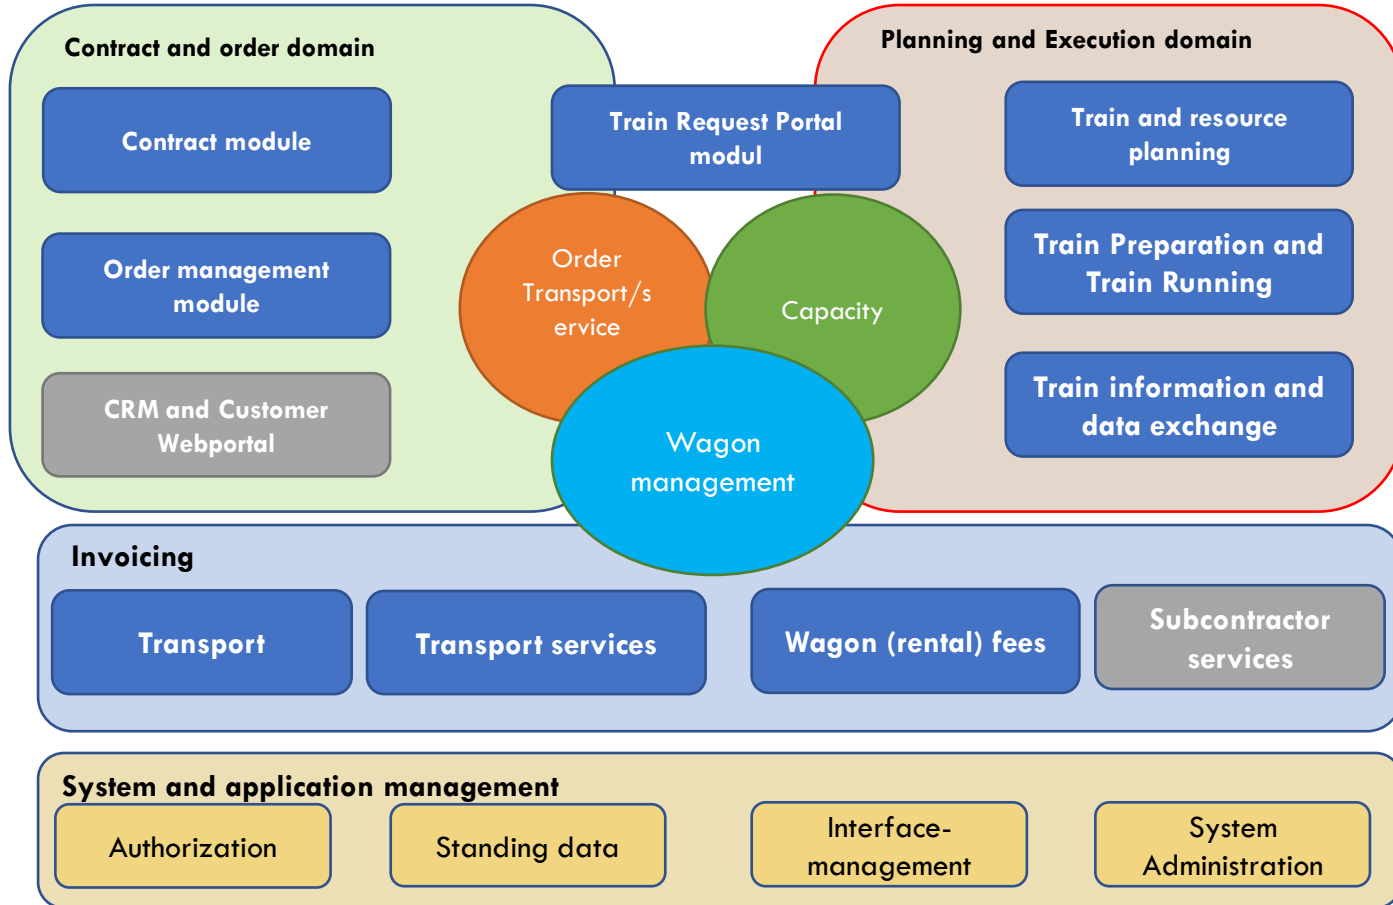 Contract and order domain
Planning and Execution domain
Contract module
Train Request Portal
modul
Train and resource
planning
Order management
module
Order
Transport/s
ervice
Capacity
Train Preparation and
Train Running
CRM and Customer
Webportal
Wagon
management
Train information and
data exchange
Invoicing
Transport
Transport services
Wagon (rental) fees
Subcontractor
services
System and application management
Authorization
Standing data
Interface-
management
System
Administration